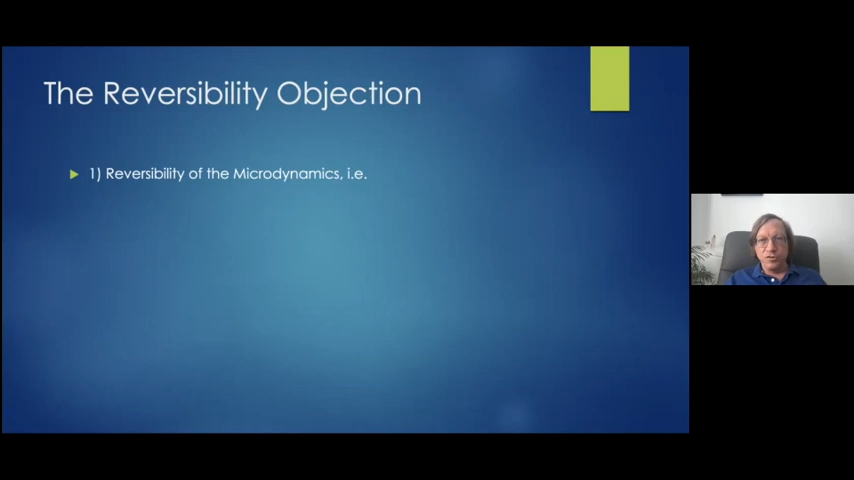 The Reversibility Objection
1) Reversibility of the Microdynamics, i.e.